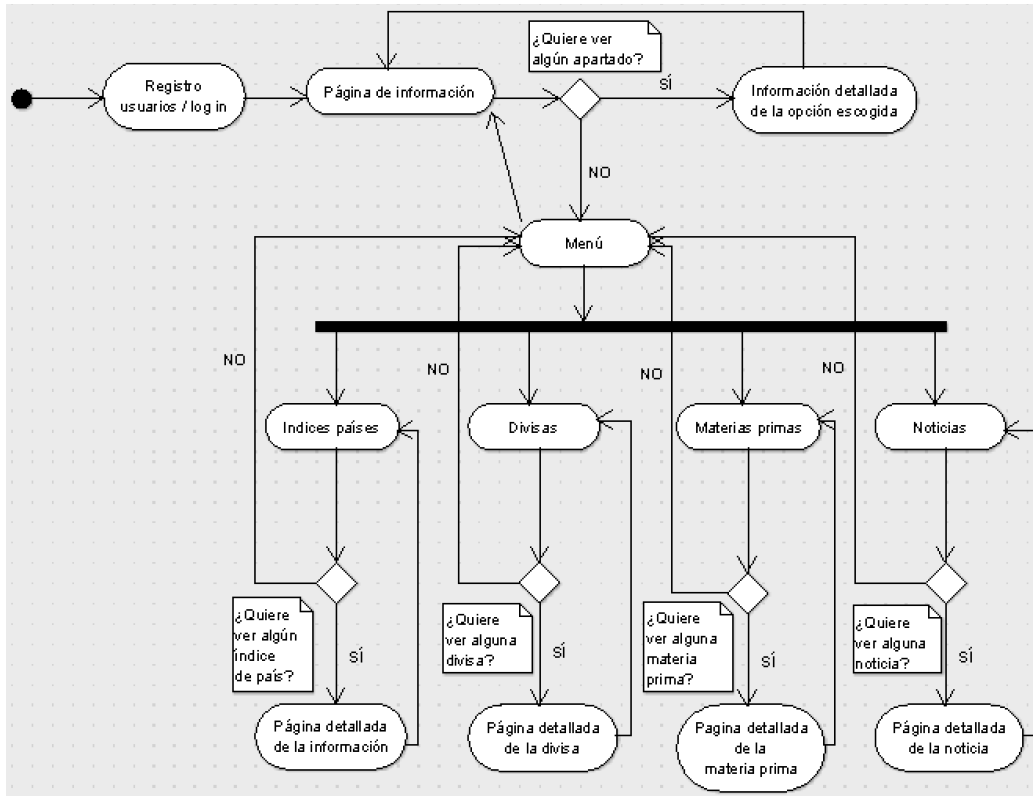 ¿Quiere ver
algún apartado?
Registro
usuarios / log in
Página de información
SÍ
Información detallada
de la opción escogida
NO
Menú
NO
NO
NO
NO
Indices países
Divisas
Materias primas
Noticias
¿Quiere
ver algún
índice
de país?
SÍ
¿Quiere
ver alguna
divisa?
SÍ
¿Quiere
ver alguna
materia
prima?
SÍ
¿Quiere
ver alguna
noticia?
SÍ
Página detallada
de la información
Página detallada
de la divisa
Pagina detallada
de la
materia prima
Página detallada
de la noticia